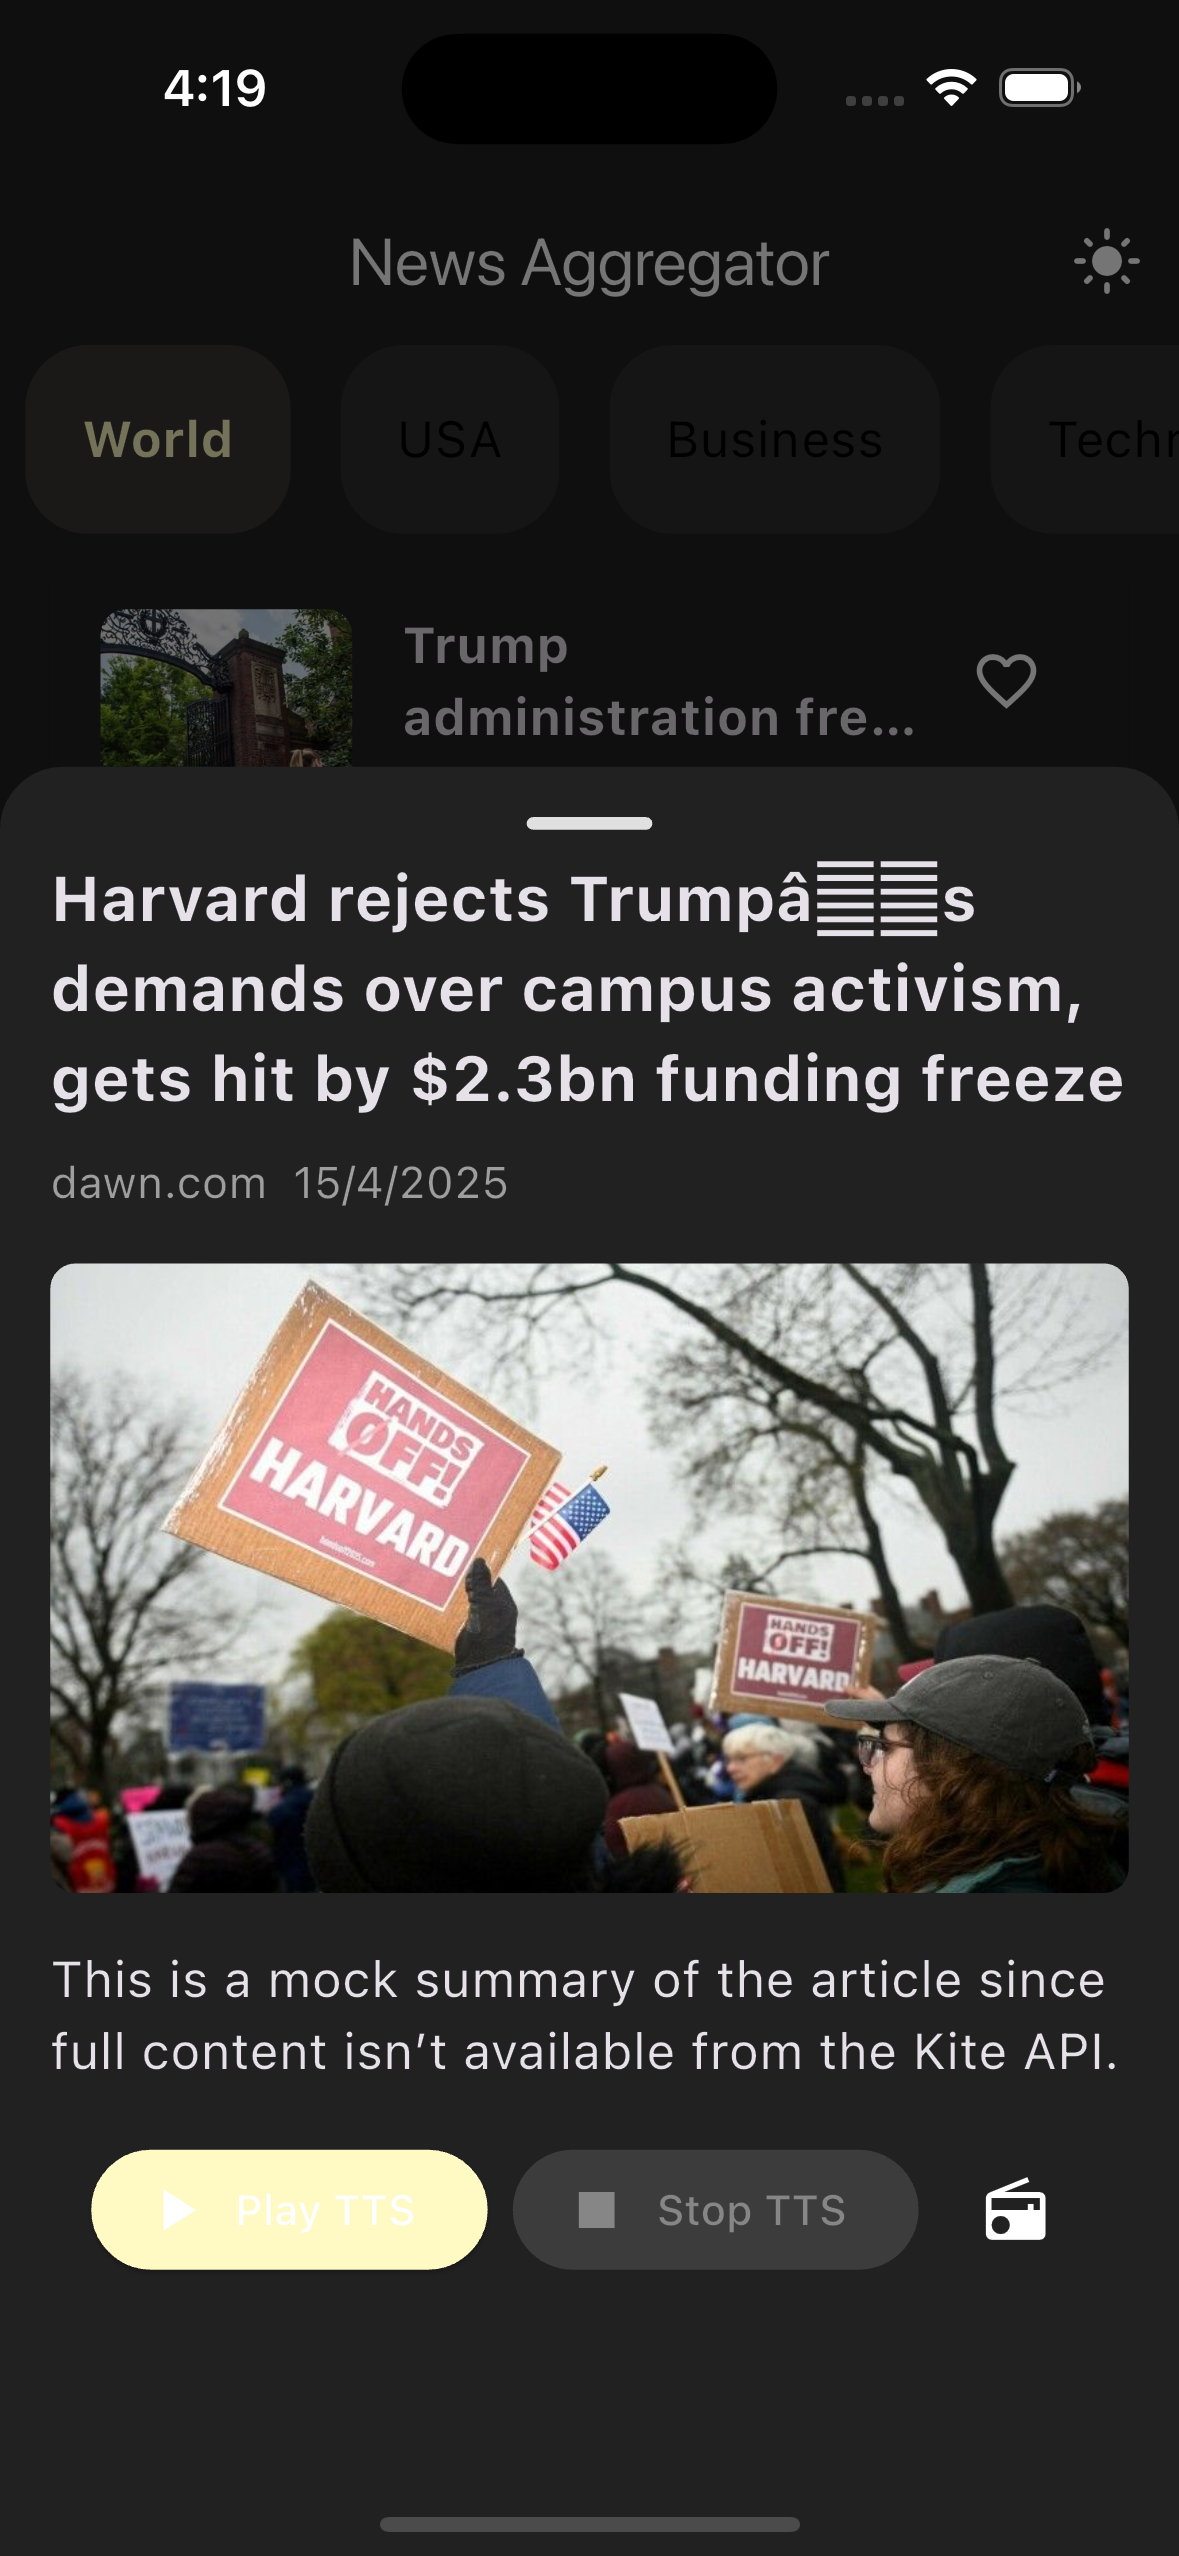 4:19
News Aggregator
World
USA
Business
Techn
Trump
administration fre...
Harvard rejects Trumpâs
demands over campus activism,
gets hit by $2.3bn funding freeze
dawn.com 15/4/2025
HANDS
OFF!
HARVARD
HANDS
OFF!
HARVARD
This is a mock summary of the article since
full content isn’t available from the Kite API.
Play TTS
Stop TTS